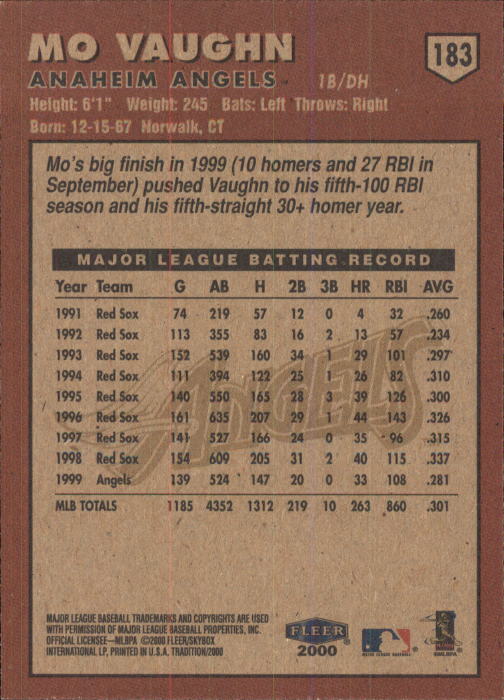 MO VAUGHN
183
ANAHEIM ANGELS 1B/DH
Height: 6'1" Weight: 245 Bats: Left Throws: Right
Born: 12-15-67 Norwalk, CT
Mo's big finish in 1999 (10 homers and 27 RBI in
September) pushed Vaughn to his fifth-100 RBI
season and his fifth-straight 30+ homer year.
MAJOR LEAGUE BATTING RECORD
Year Team G AB H 2B 3B HR RBI AVG
1991 Red Sox 74 219 57 12 0 4 32 .260
1992 Red Sox 113 355 83 16 2 13 57 .234
1993 Red Sox 152 539 160 34 1 29 101 .297
1994 Red Sox 111 394 122 25 1 26 82 .310
1995 Red Sox 140 550 165 28 3 39 126 .300
1996 Red Sox 161 635 207 29 1 44 143 .326
1997 Red Sox 141 527 166 24 0 35 96 .315
1998 Red Sox 154 609 205 31 2 40 115 .337
1999 Angels 139 524 147 20 0 33 108 .281
MLB TOTALS 1185 4352 1312 219 10 263 860 .301
ANGELS
MAJOR LEAGUE BASEBALL TRADEMARKS AND COPYRIGHTS ARE USED
WITH PERMISSION OF MAJOR LEAGUE BASEBALL PROPERTIES, INC.
OFFICIAL LICENSEE—MLBPA ©2000 FLEER/SKYBOX
INTERNATIONAL LP, PRINTED IN U.S.A. TRADITION/2000
FLEER
2000
MAJOR LEAGUE BASEBALL
©MLBPA